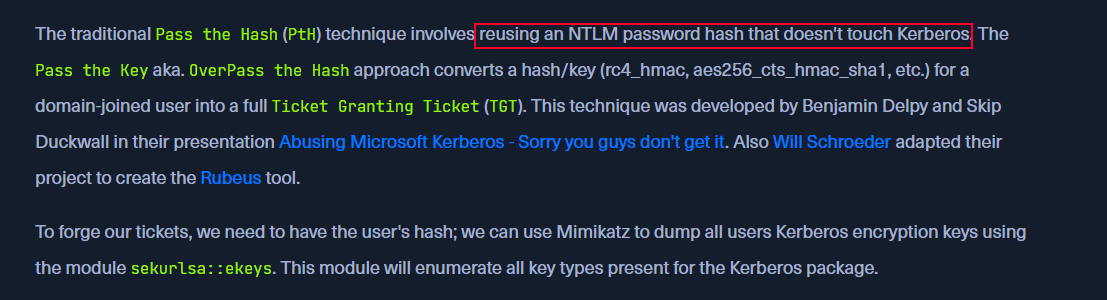 The traditional Pass the Hash (PtH) technique involves reusing an NTLM password hash that doesn't touch Kerberos. The
Pass the Key aka. OverPass the Hash approach converts a hash/key (rc4_hmac, aes256_cts_hmac_sha1, etc.) for a
domain-joined user into a full Ticket Granting Ticket (TGT). This technique was developed by Benjamin Delpy and Skip
Duckwall in their presentation Abusing Microsoft Kerberos - Sorry you guys don't get it. Also Will Schroeder adapted their
project to create the Rubeus tool.
To forge our tickets, we need to have the user's hash; we can use Mimikatz to dump all users Kerberos encryption keys using
the module sekurlsa::ekeys. This module will enumerate all key types present for the Kerberos package.